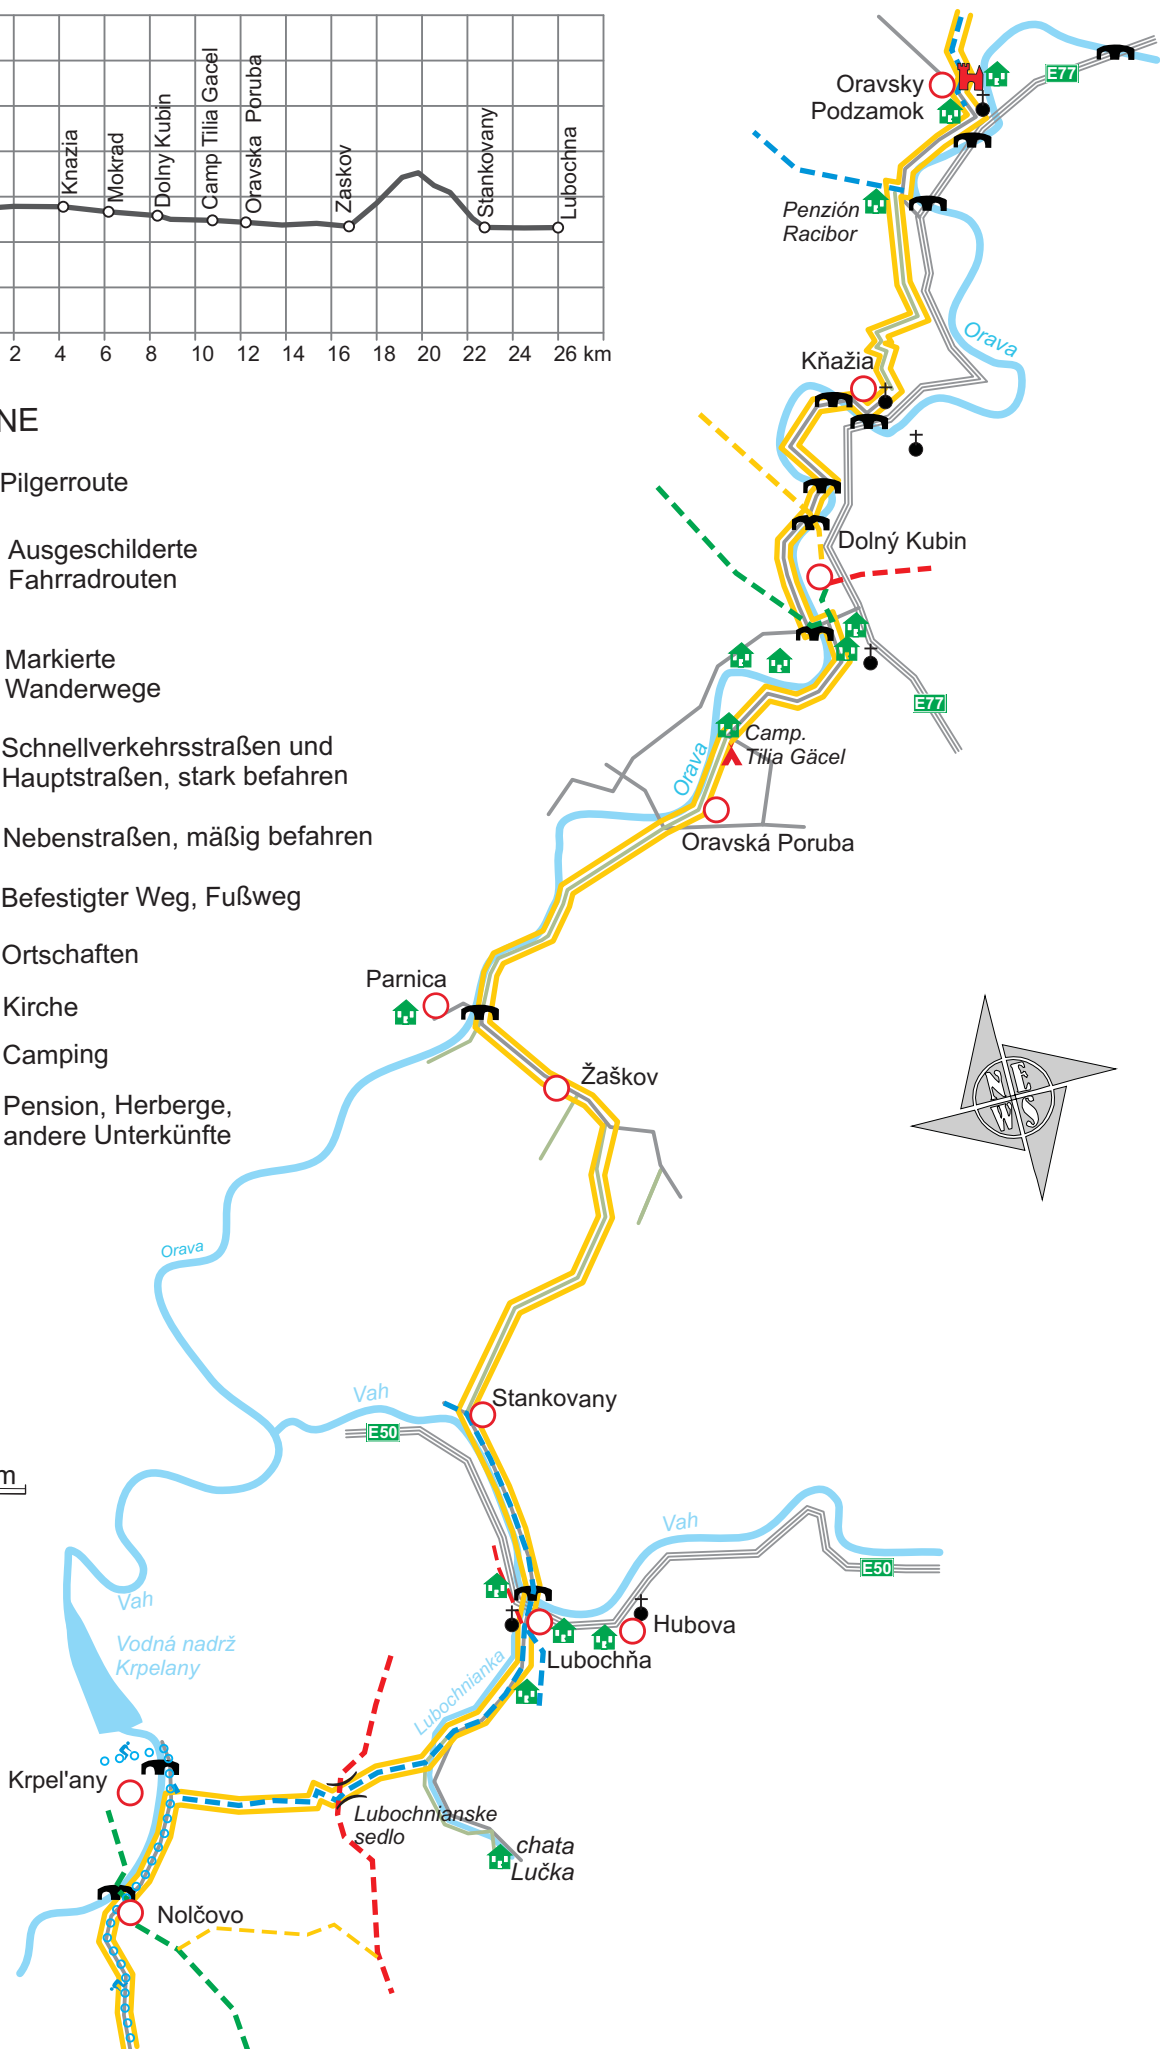 Knazia
Mokrad
Dolny Kubin
Camp Tilia Gacel
Oravska Poruba
Zaskov
Stankovany
Lubochna
2 4 6 8 10 12 14 16 18 20 22 24 26 km
NE
Pilgerroute
Ausgeschilderte
Fahrradrouten
Markierte
Wanderwege
Schnellverkehrsstraßen und
Hauptstraßen, stark befahren
Nebenstraßen, mäßig befahren
Befestigter Weg, Fußweg
Ortschaften
Kirche
Camping
Pension, Herberge,
andere Unterkünfte
m
Oravsky
Podzamok
E77
Penzión
Racibor
Orava
Kňažia
Dolný Kubin
E77
Camp.
Tilia Gäcel
Orava
Oravská Poruba
Parnica
Žaškov
N
E
S
W
Orava
Stankovany
Vah
E50
Vah
E50
Vah
Vodná nadrž
Krpelany
Hubova
Lubochňa
Lubochnianka
Krpel'any
Lubochnianske
sedlo
chata
Lučka
Nolčovo